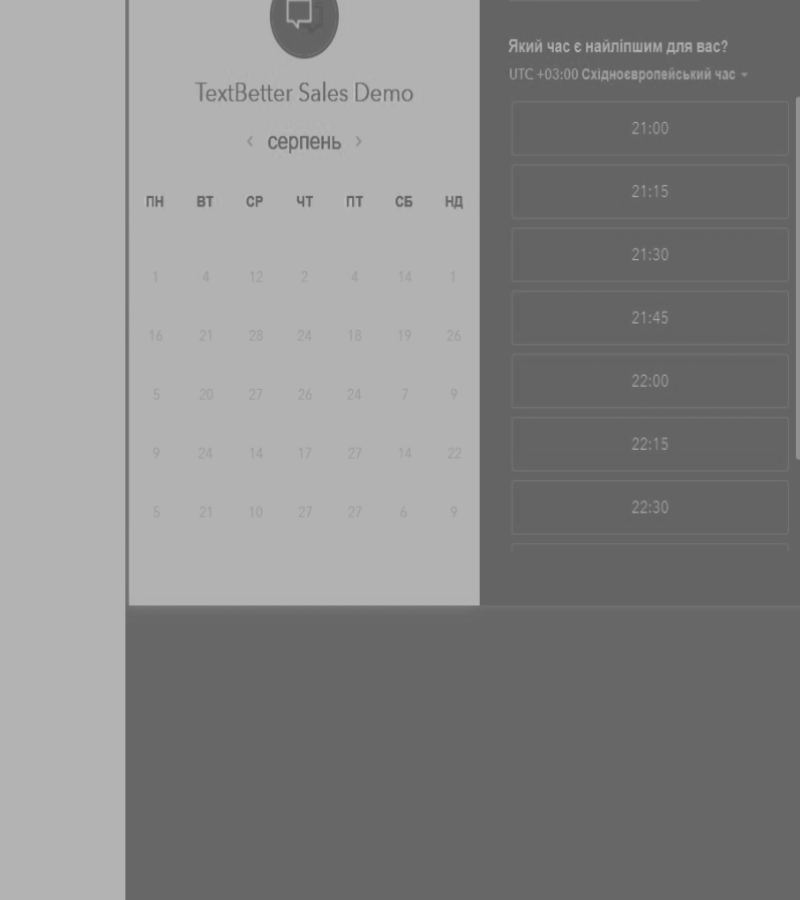 TextBetter Sales Demo
‹ серпень ›
ПН ВТ СР ЧТ ПТ СБ НД
1 4 12 2 4 14 1
16 21 28 24 18 19 26
5 20 27 26 24 7 9
9 24 14 17 27 14 22
5 21 10 27 27 6 9
Який час є найліпшим для вас?
UTC +03:00 Східноєвропейський час
21:00
21:15
21:30
21:45
22:00
22:15
22:30